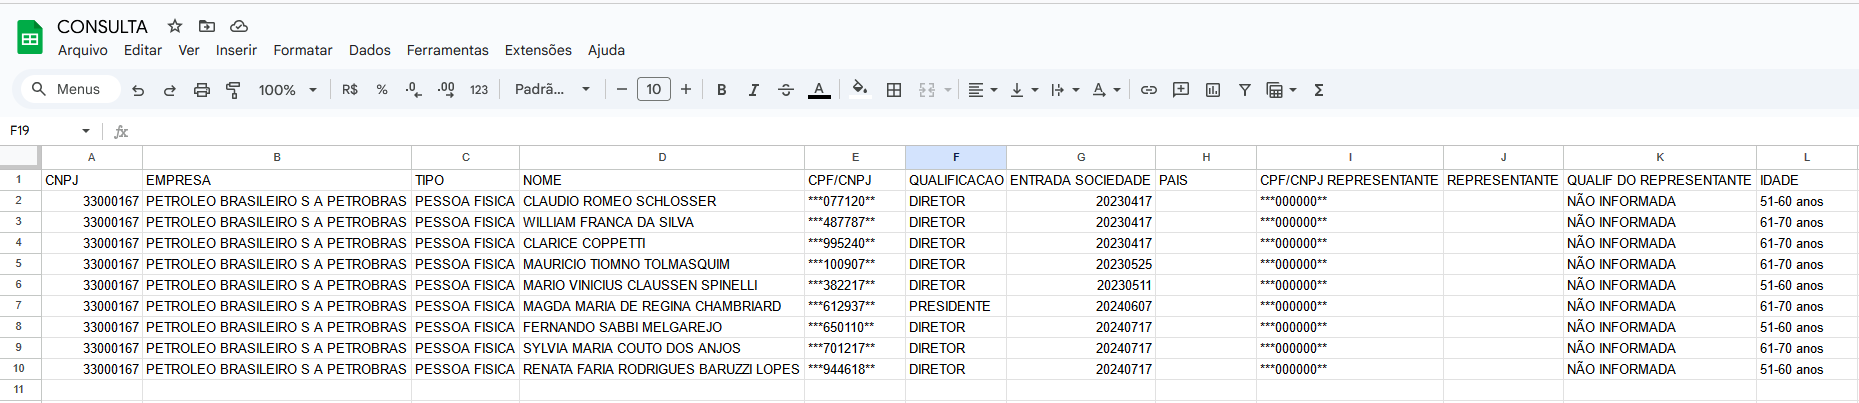 CONSULTA
Arquivo Editar Ver Inserir Formatar Dados Ferramentas Extensões Ajuda
Menus 100% R$ % .0 .00 123 Padrã... 10 B I S A Σ
F19 fx
A B C D E F G H I J K L
1 CNPJ EMPRESA TIPO NOME CPF/CNPJ QUALIFICACAO ENTRADA SOCIEDADE PAIS CPF/CNPJ REPRESENTANTE REPRESENTANTE QUALIF DO REPRESENTANTE IDADE
2 33000167 PETROLEO BRASILEIRO S A PETROBRAS PESSOA FISICA CLAUDIO ROMEO SCHLOSSER ***077120** DIRETOR 20230417 ***000000** NÃO INFORMADA 51-60 anos
3 33000167 PETROLEO BRASILEIRO S A PETROBRAS PESSOA FISICA WILLIAM FRANCA DA SILVA ***487787** DIRETOR 20230417 ***000000** NÃO INFORMADA 61-70 anos
4 33000167 PETROLEO BRASILEIRO S A PETROBRAS PESSOA FISICA CLARICE COPPETTI ***995240** DIRETOR 20230417 ***000000** NÃO INFORMADA 61-70 anos
5 33000167 PETROLEO BRASILEIRO S A PETROBRAS PESSOA FISICA MAURICIO TIOMNO TOLMASQUIM ***100907** DIRETOR 20230525 ***000000** NÃO INFORMADA 61-70 anos
6 33000167 PETROLEO BRASILEIRO S A PETROBRAS PESSOA FISICA MARIO VINICIUS CLAUSSEN SPINELLI ***382217** DIRETOR 20230511 ***000000** NÃO INFORMADA 51-60 anos
7 33000167 PETROLEO BRASILEIRO S A PETROBRAS PESSOA FISICA MAGDA MARIA DE REGINA CHAMBRIARD ***612937** PRESIDENTE 20240607 ***000000** NÃO INFORMADA 61-70 anos
8 33000167 PETROLEO BRASILEIRO S A PETROBRAS PESSOA FISICA FERNANDO SABBI MELGAREJO ***650110** DIRETOR 20240717 ***000000** NÃO INFORMADA 51-60 anos
9 33000167 PETROLEO BRASILEIRO S A PETROBRAS PESSOA FISICA SYLVIA MARIA COUTO DOS ANJOS ***701217** DIRETOR 20240717 ***000000** NÃO INFORMADA 61-70 anos
10 33000167 PETROLEO BRASILEIRO S A PETROBRAS PESSOA FISICA RENATA FARIA RODRIGUES BARUZZI LOPES ***944618** DIRETOR 20240717 ***000000** NÃO INFORMADA 51-60 anos
11